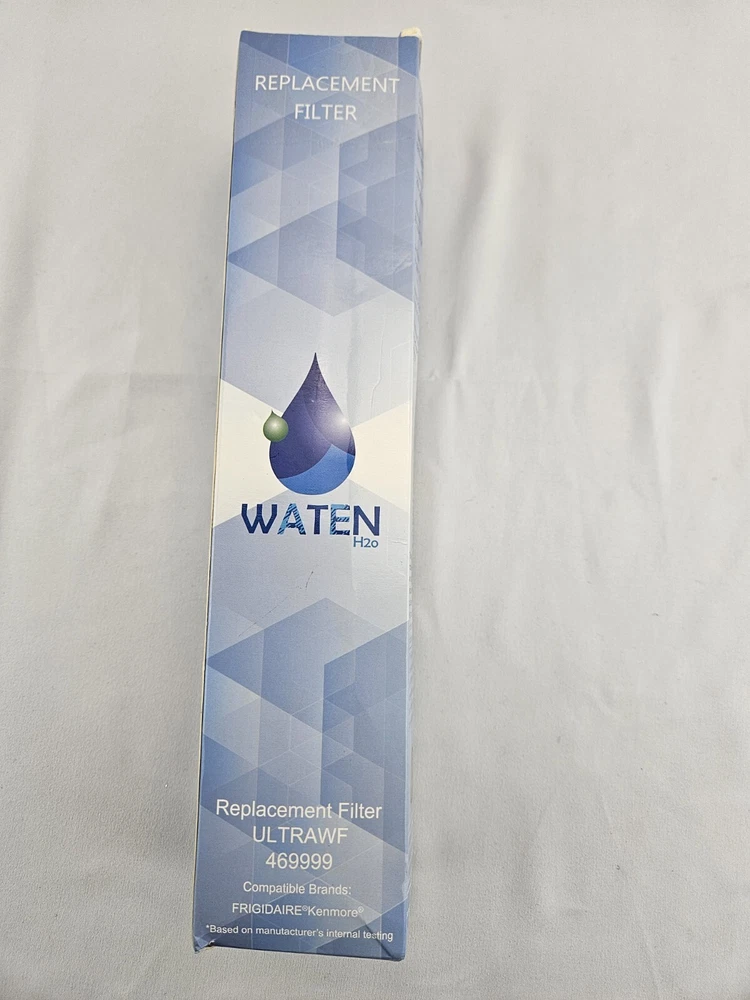 REPLACEMENT
FILTER
WATEN
H2o
Replacement Filter
ULTRAWF
469999
Compatible Brands:
FRIGIDAIRE®Kenmore®
*Based on manufacturer's internal testing